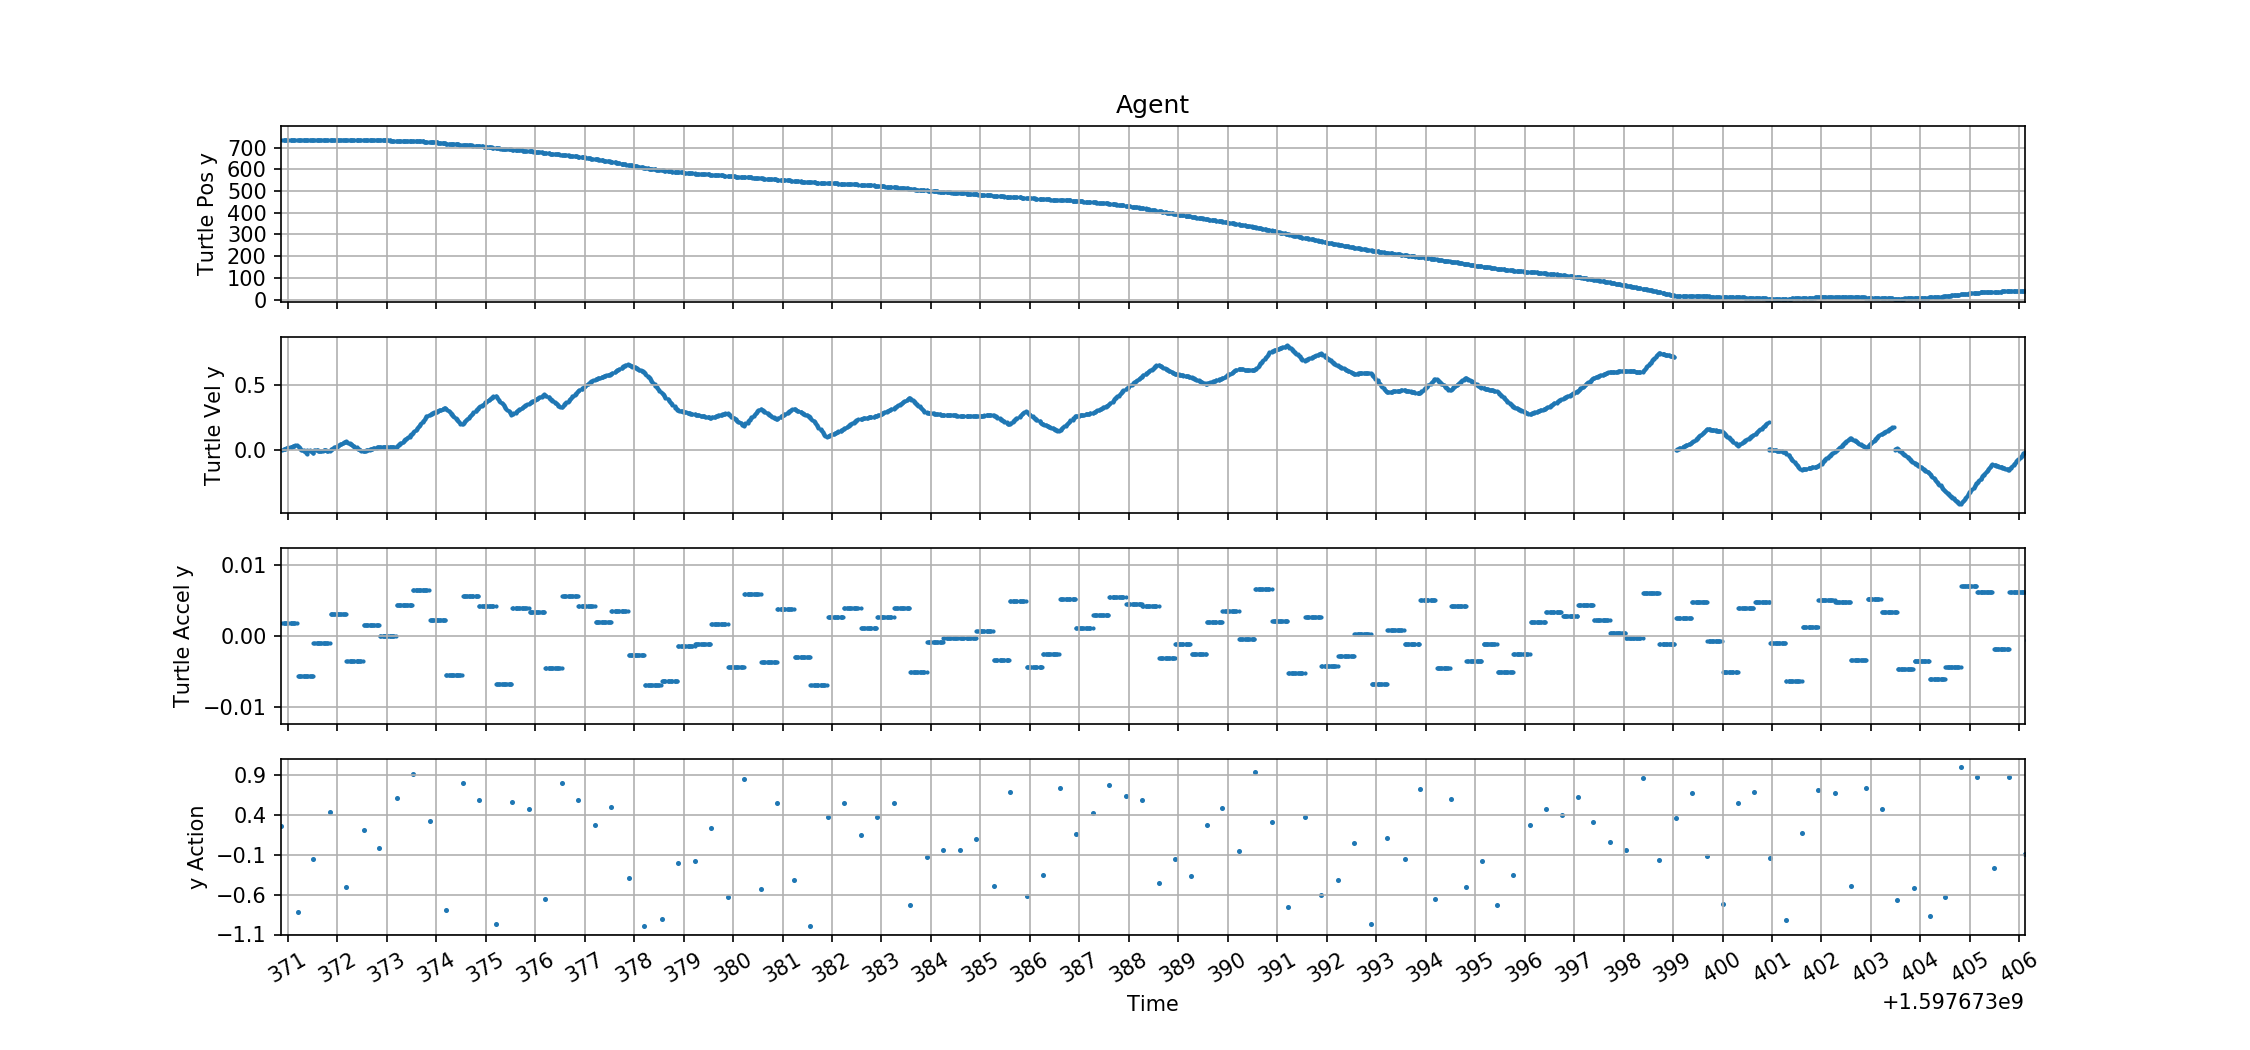 Agent
Turtle Pos y
700
600
500
400
300
200
100
0
Turtle Vel y
0.5
0.0
Turtle Accel y
0.01
0.00
−0.01
y Action
0.9
0.4
−0.1
−0.6
−1.1
371 372 373 374 375 376 377 378 379 380 381 382 383 384 385 386 387 388 389 390 391 392 393 394 395 396 397 398 399 400 401 402 403 404 405 406
Time
+1.597673e9